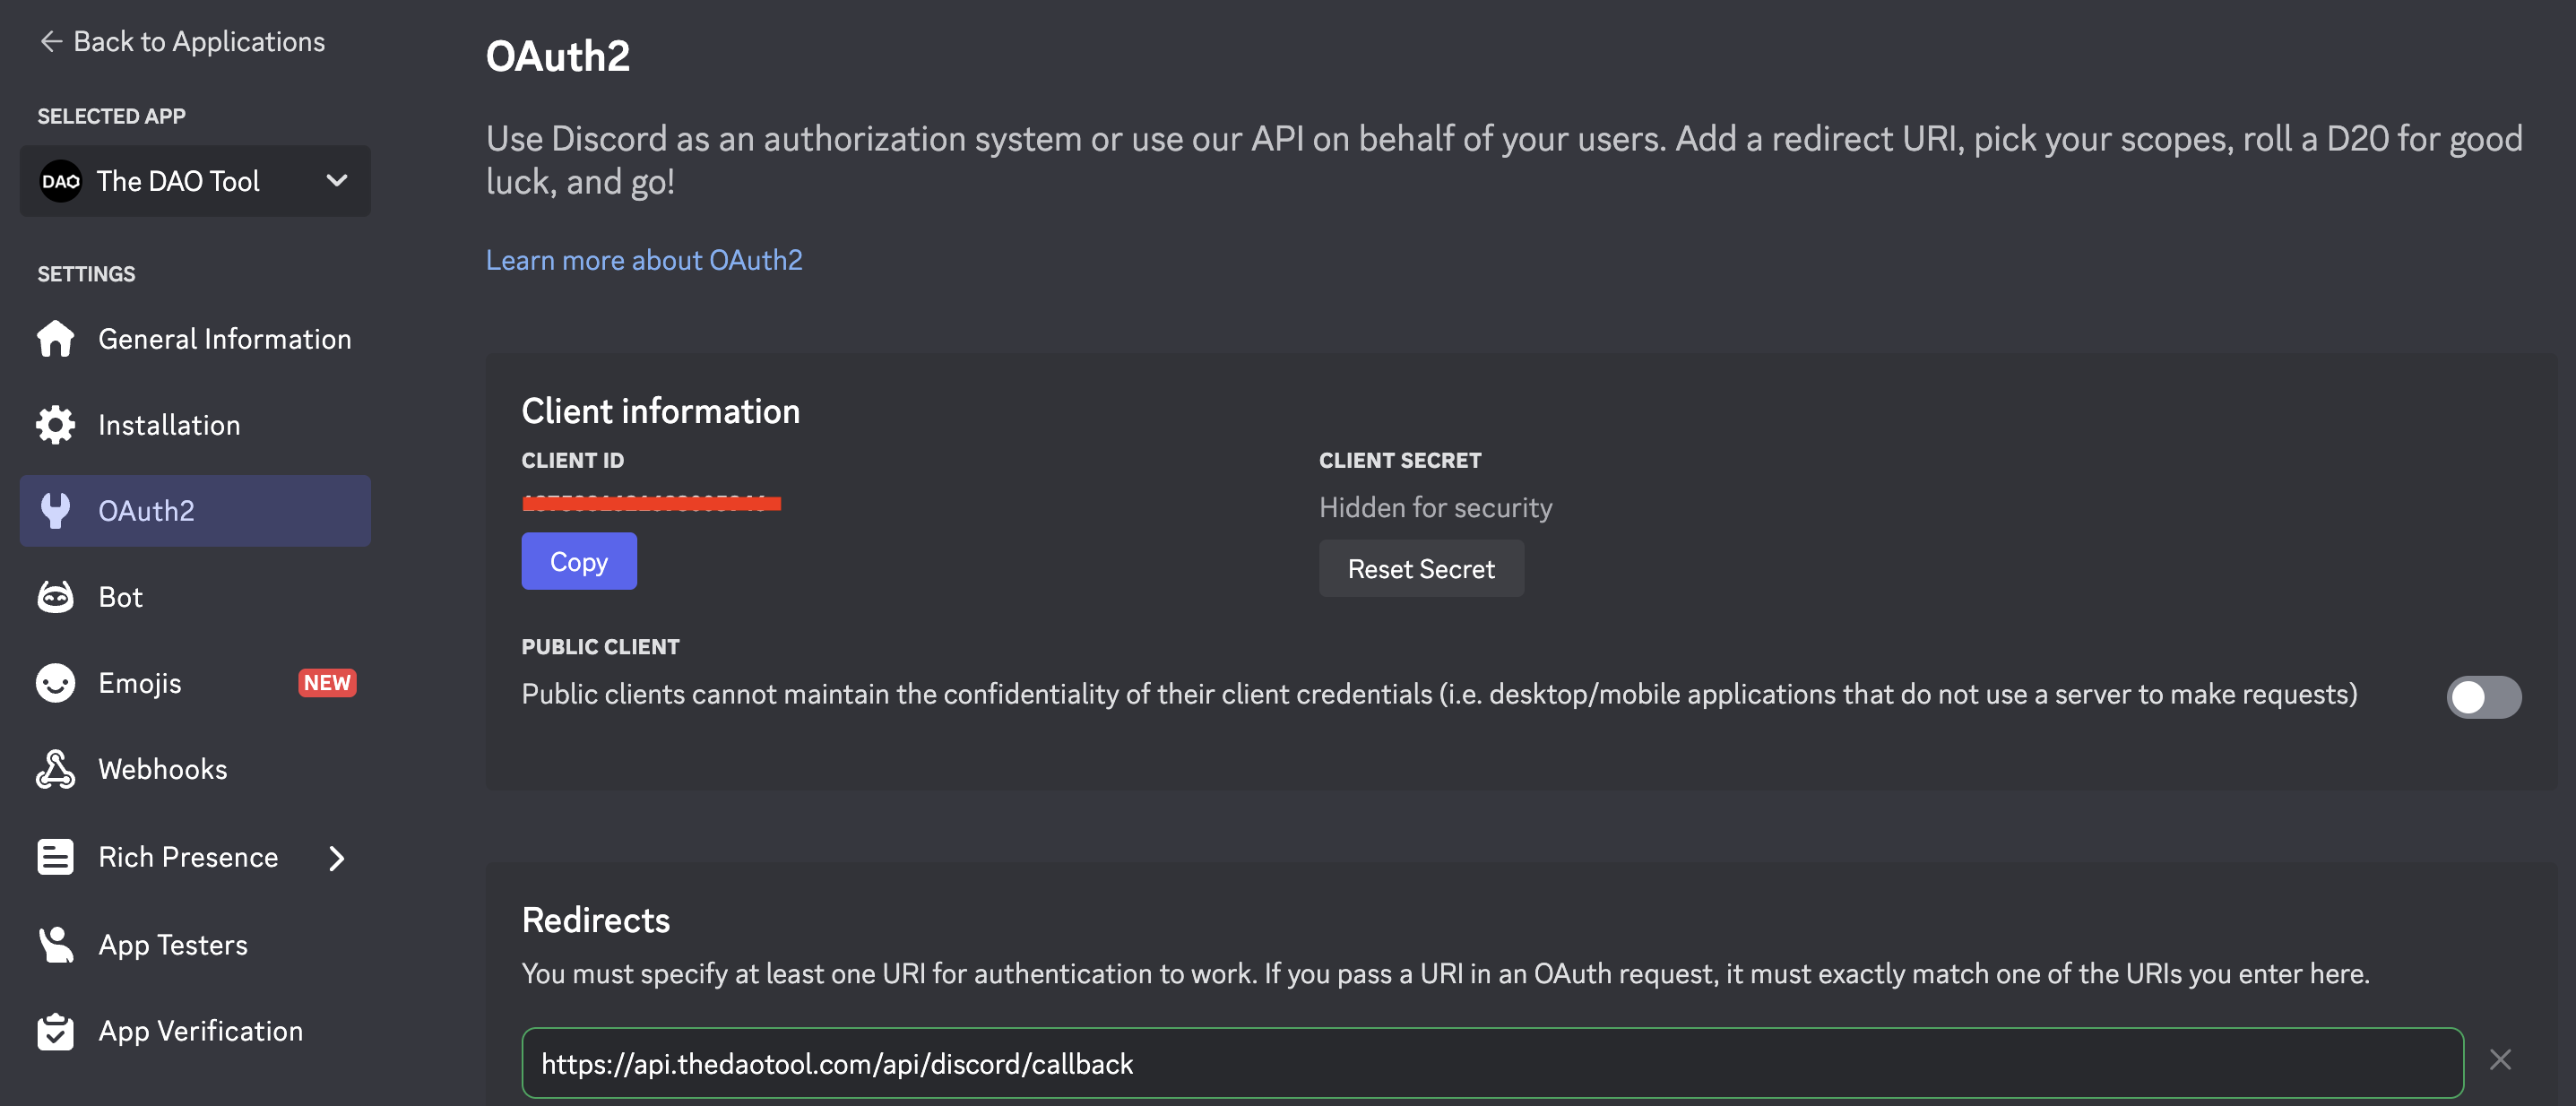 Back to Applications
SELECTED APP
DAO The DAO Tool
SETTINGS
General Information
Installation
OAuth2
Bot
Emojis NEW
Webhooks
Rich Presence
App Testers
App Verification
OAuth2
Use Discord as an authorization system or use our API on behalf of your users. Add a redirect URI, pick your scopes, roll a D20 for good
luck, and go!
Learn more about OAuth2
Client information
CLIENT ID
Copy
CLIENT SECRET
Hidden for security
Reset Secret
PUBLIC CLIENT
Public clients cannot maintain the confidentiality of their client credentials (i.e. desktop/mobile applications that do not use a server to make requests)
Redirects
You must specify at least one URI for authentication to work. If you pass a URI in an OAuth request, it must exactly match one of the URIs you enter here.
https://api.thedaotool.com/api/discord/callback